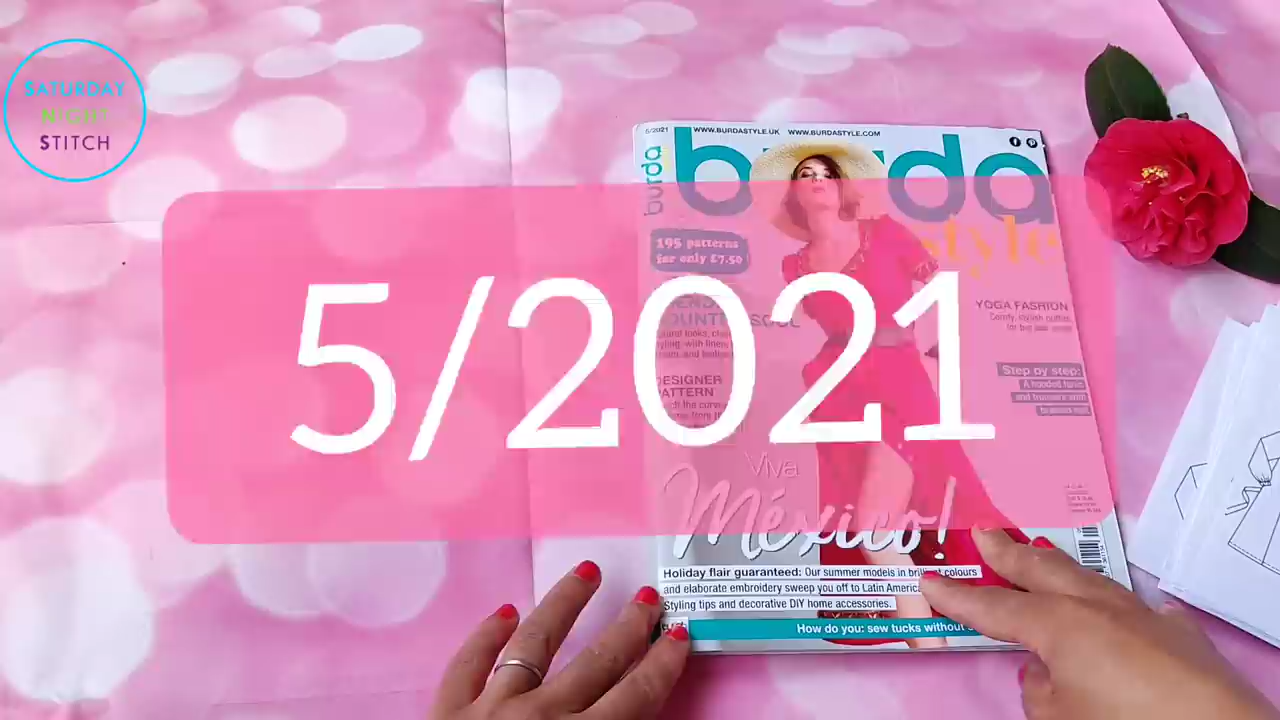 SATURDAY
NIGHT
STITCH
5/2021
WWW.BURDASTYLE.UK WWW.BURDASTYLE.COM
burda
burda
style
195 patterns
for only £7.50
YOGA FASHION
Step by step:
A hooded tunic
and trousers with
DESIGNER
PATTERN
5/2021
Viva
México!
Holiday flair guaranteed: Our summer models in brilliant colours
and elaborate embroidery sweep you off to Latin America
Styling tips and decorative DIY home accessories.
How do you: sew tucks without